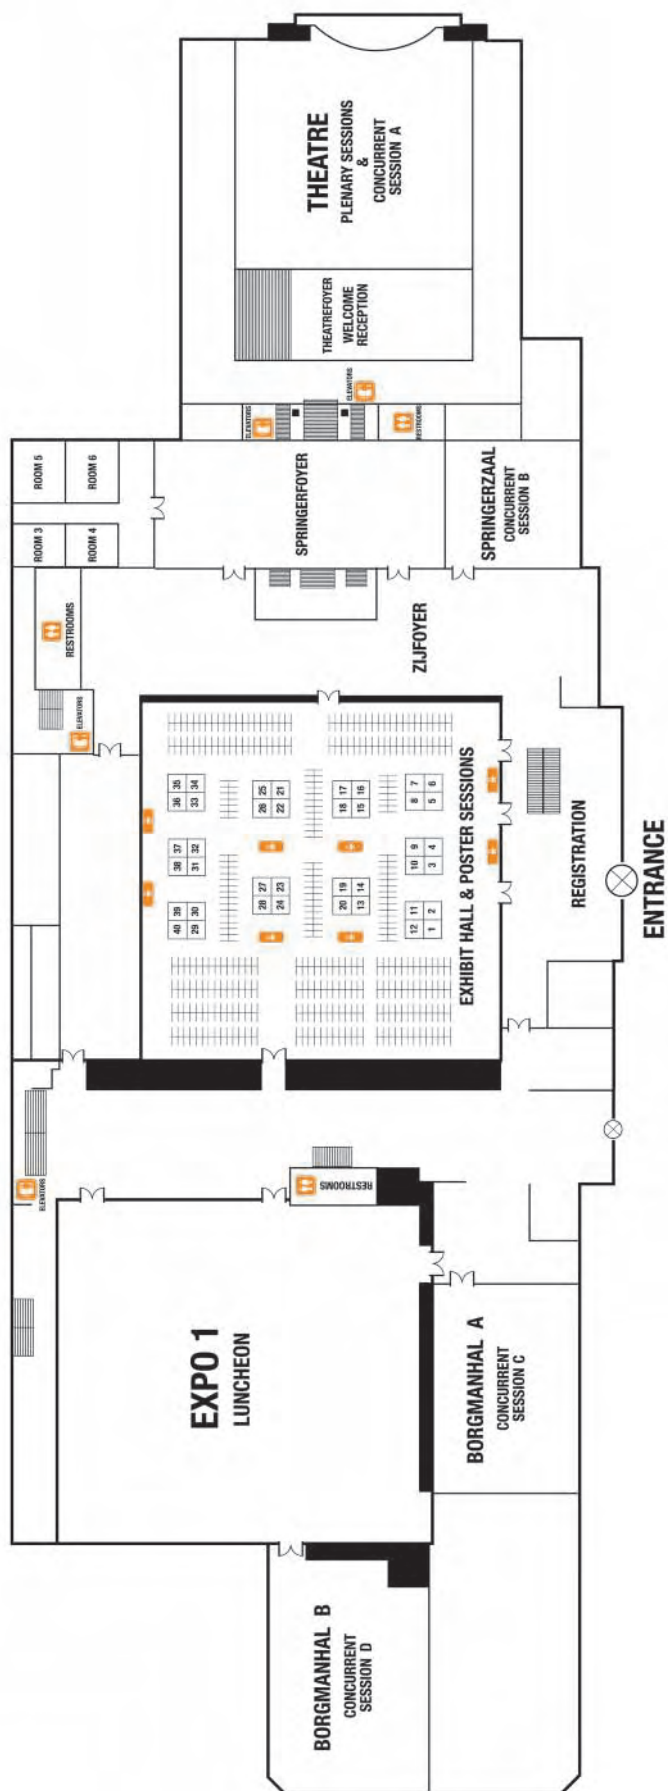 THEATRE
PLENARY SESSIONS
&
CONCURRENT
SESSION A
THEATREFOYER
WELCOME
RECEPTION
ELEVATORS
ELEVATORS
RESTROOMS
ROOM 5
ROOM 6
ROOM 3
ROOM 4
SPRINGERFOYER
SPRINGERZAAL
CONCURRENT
SESSION B
RESTROOMS
ELEVATORS
ZIJFOYER
36 35
33 34
26 25
22 21
18 17
15 16
8 7
5 6
38 37
31 32
10 9
3 4
40 39
29 30
28 27
24 23
20 19
13 14
12 11
1 2
EXHIBIT HALL & POSTER SESSIONS
REGISTRATION
ENTRANCE
ELEVATORS
RESTROOMS
EXPO 1
LUNCHEON
BORGMANHAL A
CONCURRENT
SESSION C
BORGMANHAL B
CONCURRENT
SESSION D